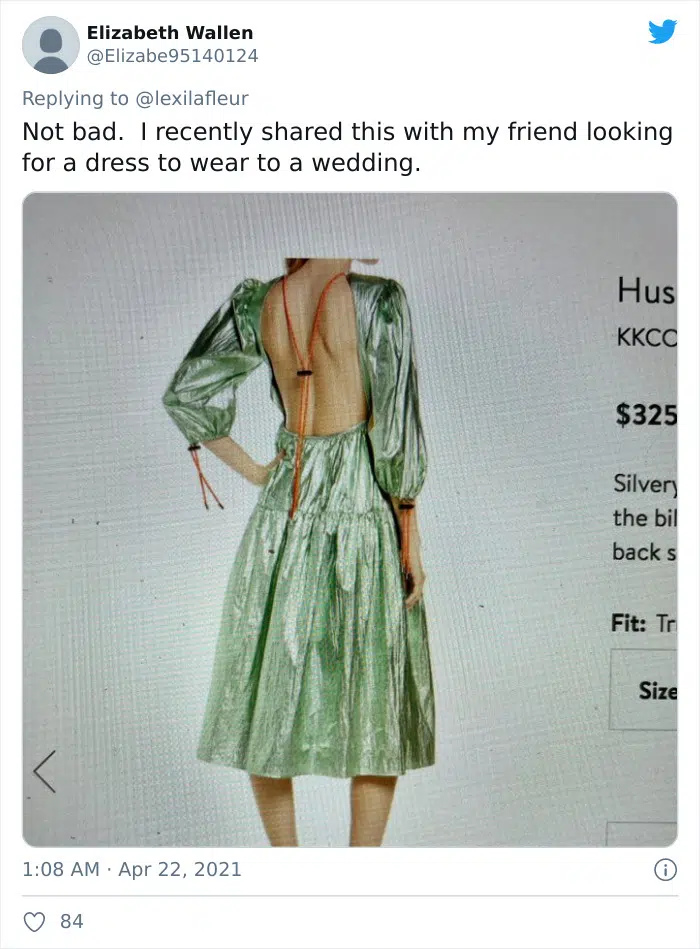 Elizabeth Wallen
@Elizabe95140124
Replying to @lexilafleur
Not bad.  I recently shared this with my friend looking
for a dress to wear to a wedding.
Hus
KKCO
$325
Silvery
the bil
back s
Fit: Tr
Size
1:08 AM · Apr 22, 2021
84